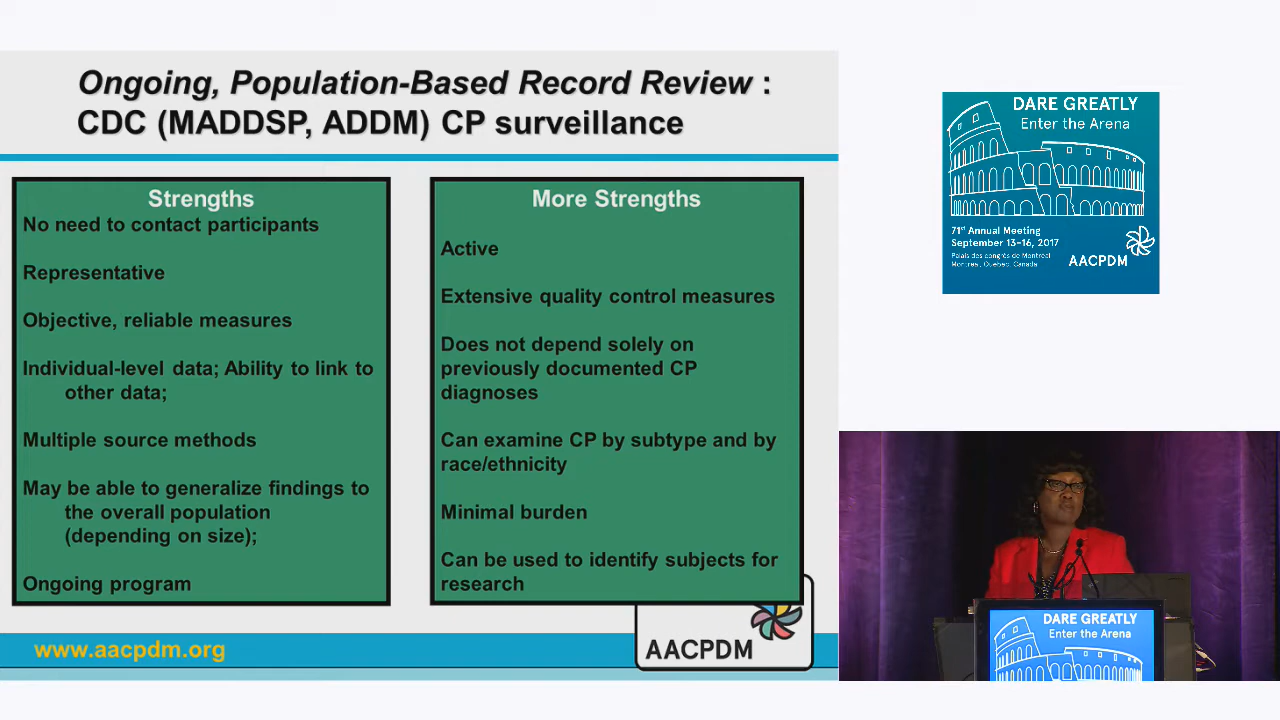 Ongoing, Population-Based Record Review :
CDC (MADDSP, ADDM) CP surveillance
Strengths
No need to contact participants
Representative
Objective, reliable measures
Individual-level data; Ability to link to
other data;
Multiple source methods
May be able to generalize findings to
the overall population
(depending on size);
Ongoing program
More Strengths
Active
Extensive quality control measures
Does not depend solely on
previously documented CP
diagnoses
Can examine CP by subtype and by
race/ethnicity
Minimal burden
Can be used to identify subjects for
research
www.aacpdm.org
AACPDM
DARE GREATLY
Enter the Arena
71st Annual Meeting
September 13-16, 2017
Palais des congrès de Montréal
Montreal, Quebec, Canada
AACPDM
DARE GREATLY
Enter the Arena